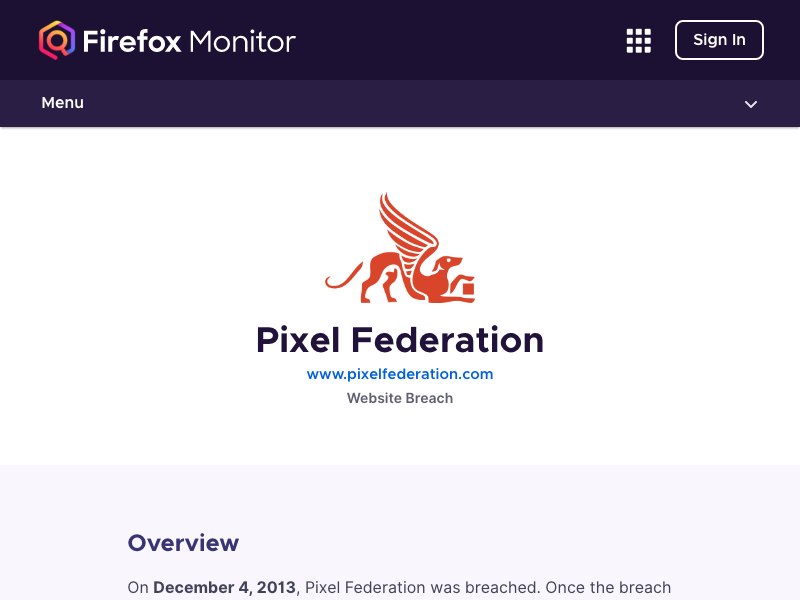 Firefox Monitor
Sign In
Menu
Pixel Federation
www.pixelfederation.com
Website Breach
Overview
On December 4, 2013, Pixel Federation was breached. Once the breach